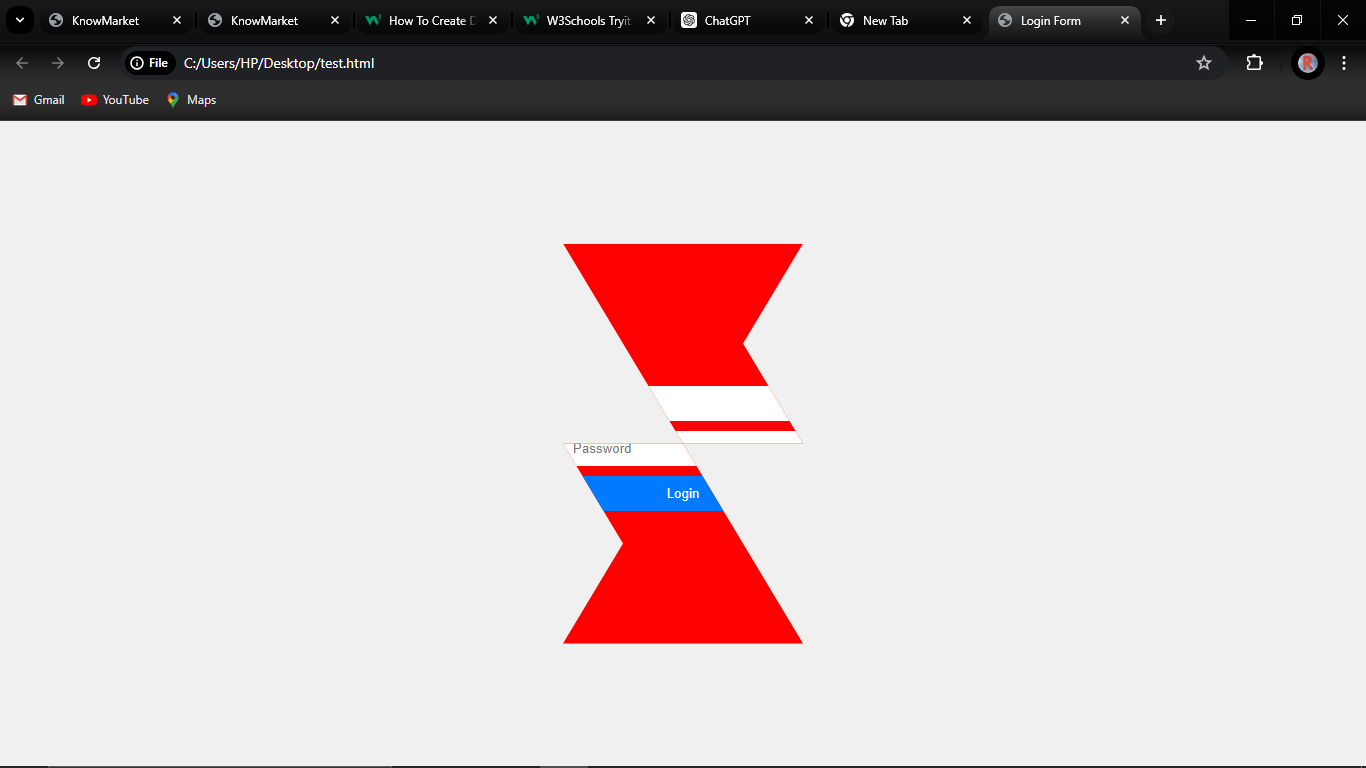 KnowMarket
KnowMarket
How To Create D
W3Schools Tryit
ChatGPT
New Tab
Login Form
File
C:/Users/HP/Desktop/test.html
R
Gmail
YouTube
Maps
Password
Login